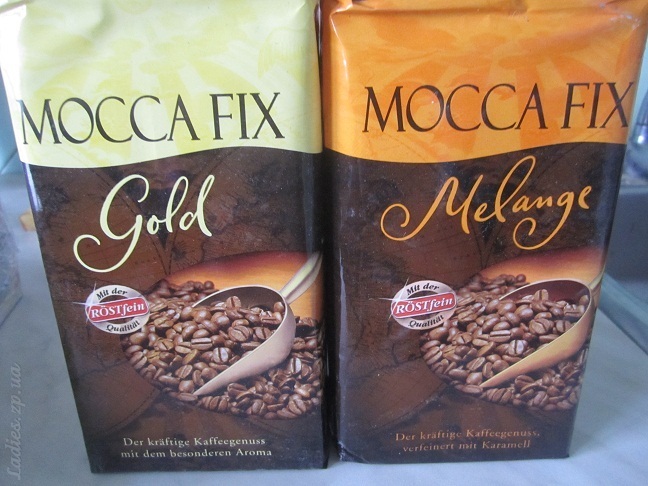 MOCCA FIX
Gold
Mit der
RÖSTfein
Qualität
Der kräftige Kaffeegenuss
mit dem besonderen Aroma
MOCCA FIX
Melange
Mit der
RÖSTfein
Qualität
Der kräftige Kaffeegenuss,
verfeinert mit Karamell
Ladies.zp.ua